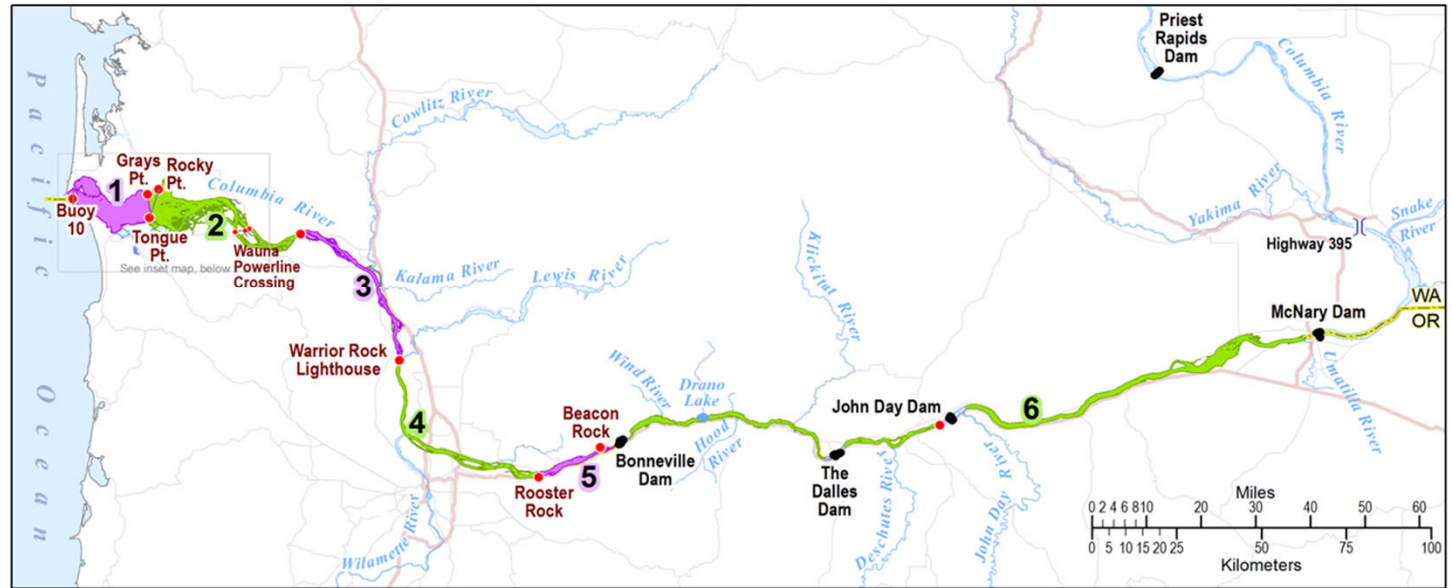 Priest
Rapids
Dam
Columbia
River
Cowlitz River
Pacific Ocean
Grays
Pt.
Rocky
Pt.
1
Buoy
10
Columbia River
2
Tongue
Pt.
See inset map, below
Wauna
Powerline
Crossing
3
Kalama River
Lewis River
Klickitat River
Yakima River
Highway 395
Snake
River
WA
OR
McNary Dam
Umatilla River
Warrior Rock
Lighthouse
4
Wind River
Drano
Lake
Hood
River
Beacon
Rock
Bonneville
Dam
5
Rooster
Rock
Wilamette River
John Day Dam
6
The
Dalles
Dam
Deschutes River
John Day River
Miles
0 2 4 6 8 10 20 30 40 50 60
0 5 10 15 20 25 50 75 100
Kilometers